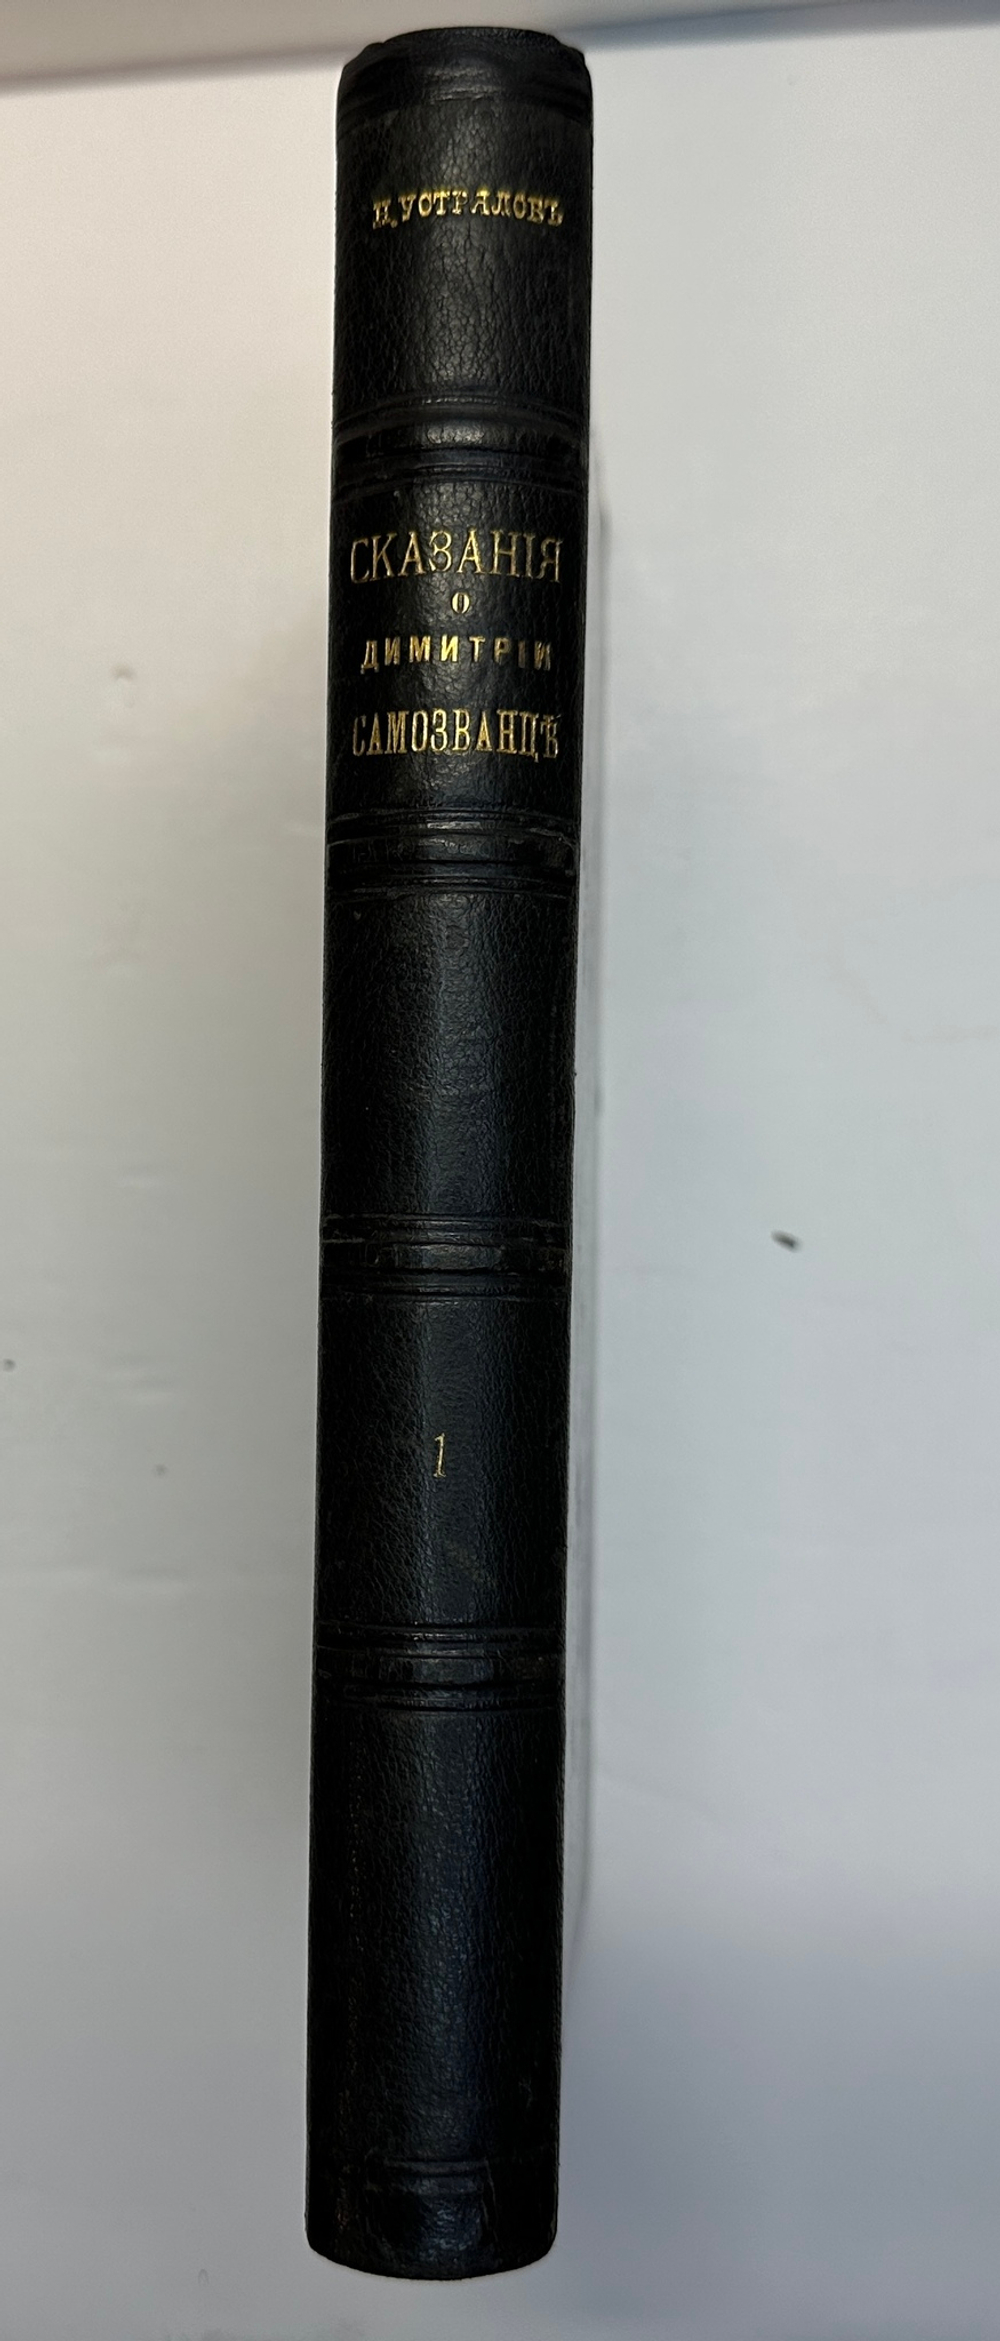 Н. УСТРЯЛОВЪ
СКАЗАНІЯ
О
ДИМИТРІИ
САМОЗВАНЦѢ
1